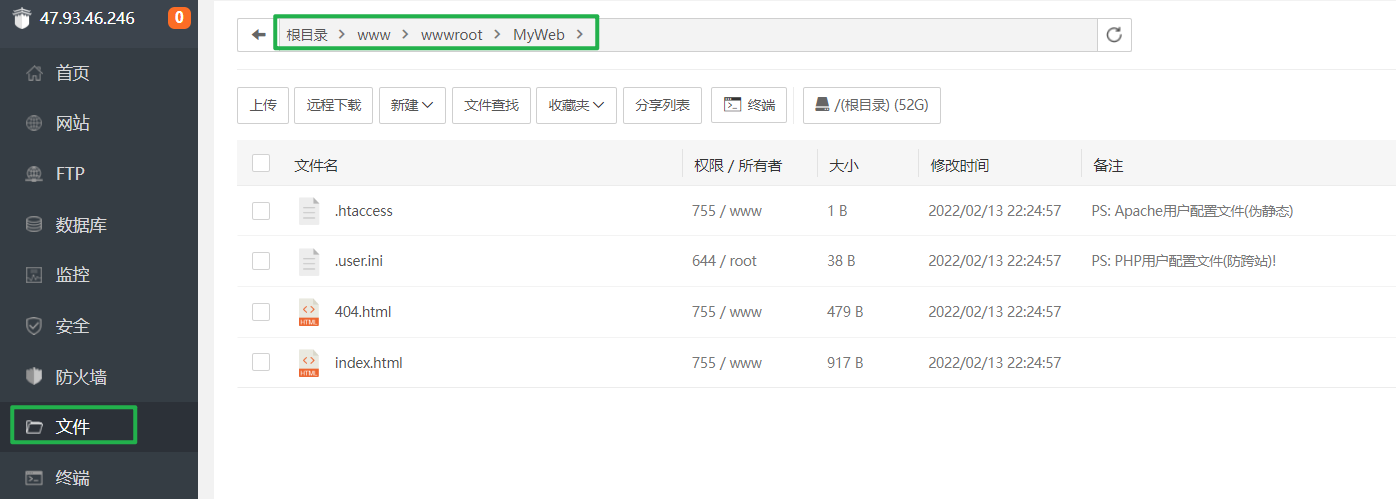 47.93.46.246 0
首页
网站
FTP
数据库
监控
安全
防火墙
文件
终端
根目录 > www > wwwroot > MyWeb >
上传 远程下载 新建 文件查找 收藏夹 分享列表 终端 /(根目录) (52G)
文件名 权限 / 所有者 大小 修改时间 备注
.htaccess 755 / www 1 B 2022/02/13 22:24:57 PS: Apache用户配置文件(伪静态)
.user.ini 644 / root 38 B 2022/02/13 22:24:57 PS: PHP用户配置文件(防跨站)!
HTML 404.html 755 / www 479 B 2022/02/13 22:24:57
HTML index.html 755 / www 917 B 2022/02/13 22:24:57